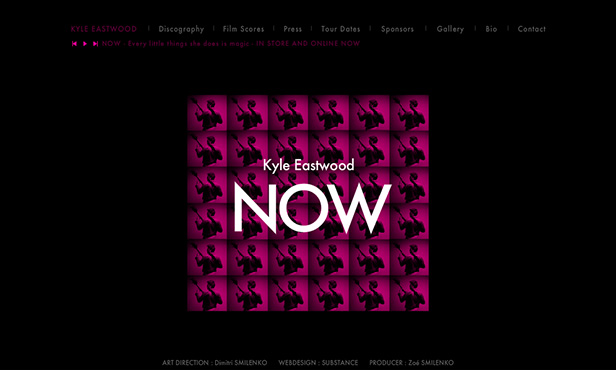 KYLE EASTWOOD | Discography | Film Scores | Press | Tour Dates | Sponsors | Gallery | Bio | Contact
NOW : Every little things she does is magic : IN STORE AND ONLINE NOW
Kyle Eastwood
NOW
ART DIRECTION : Dimitri SMILENKO WEBDESIGN : SUBSTANCE PRODUCER : Zoé SMILENKO